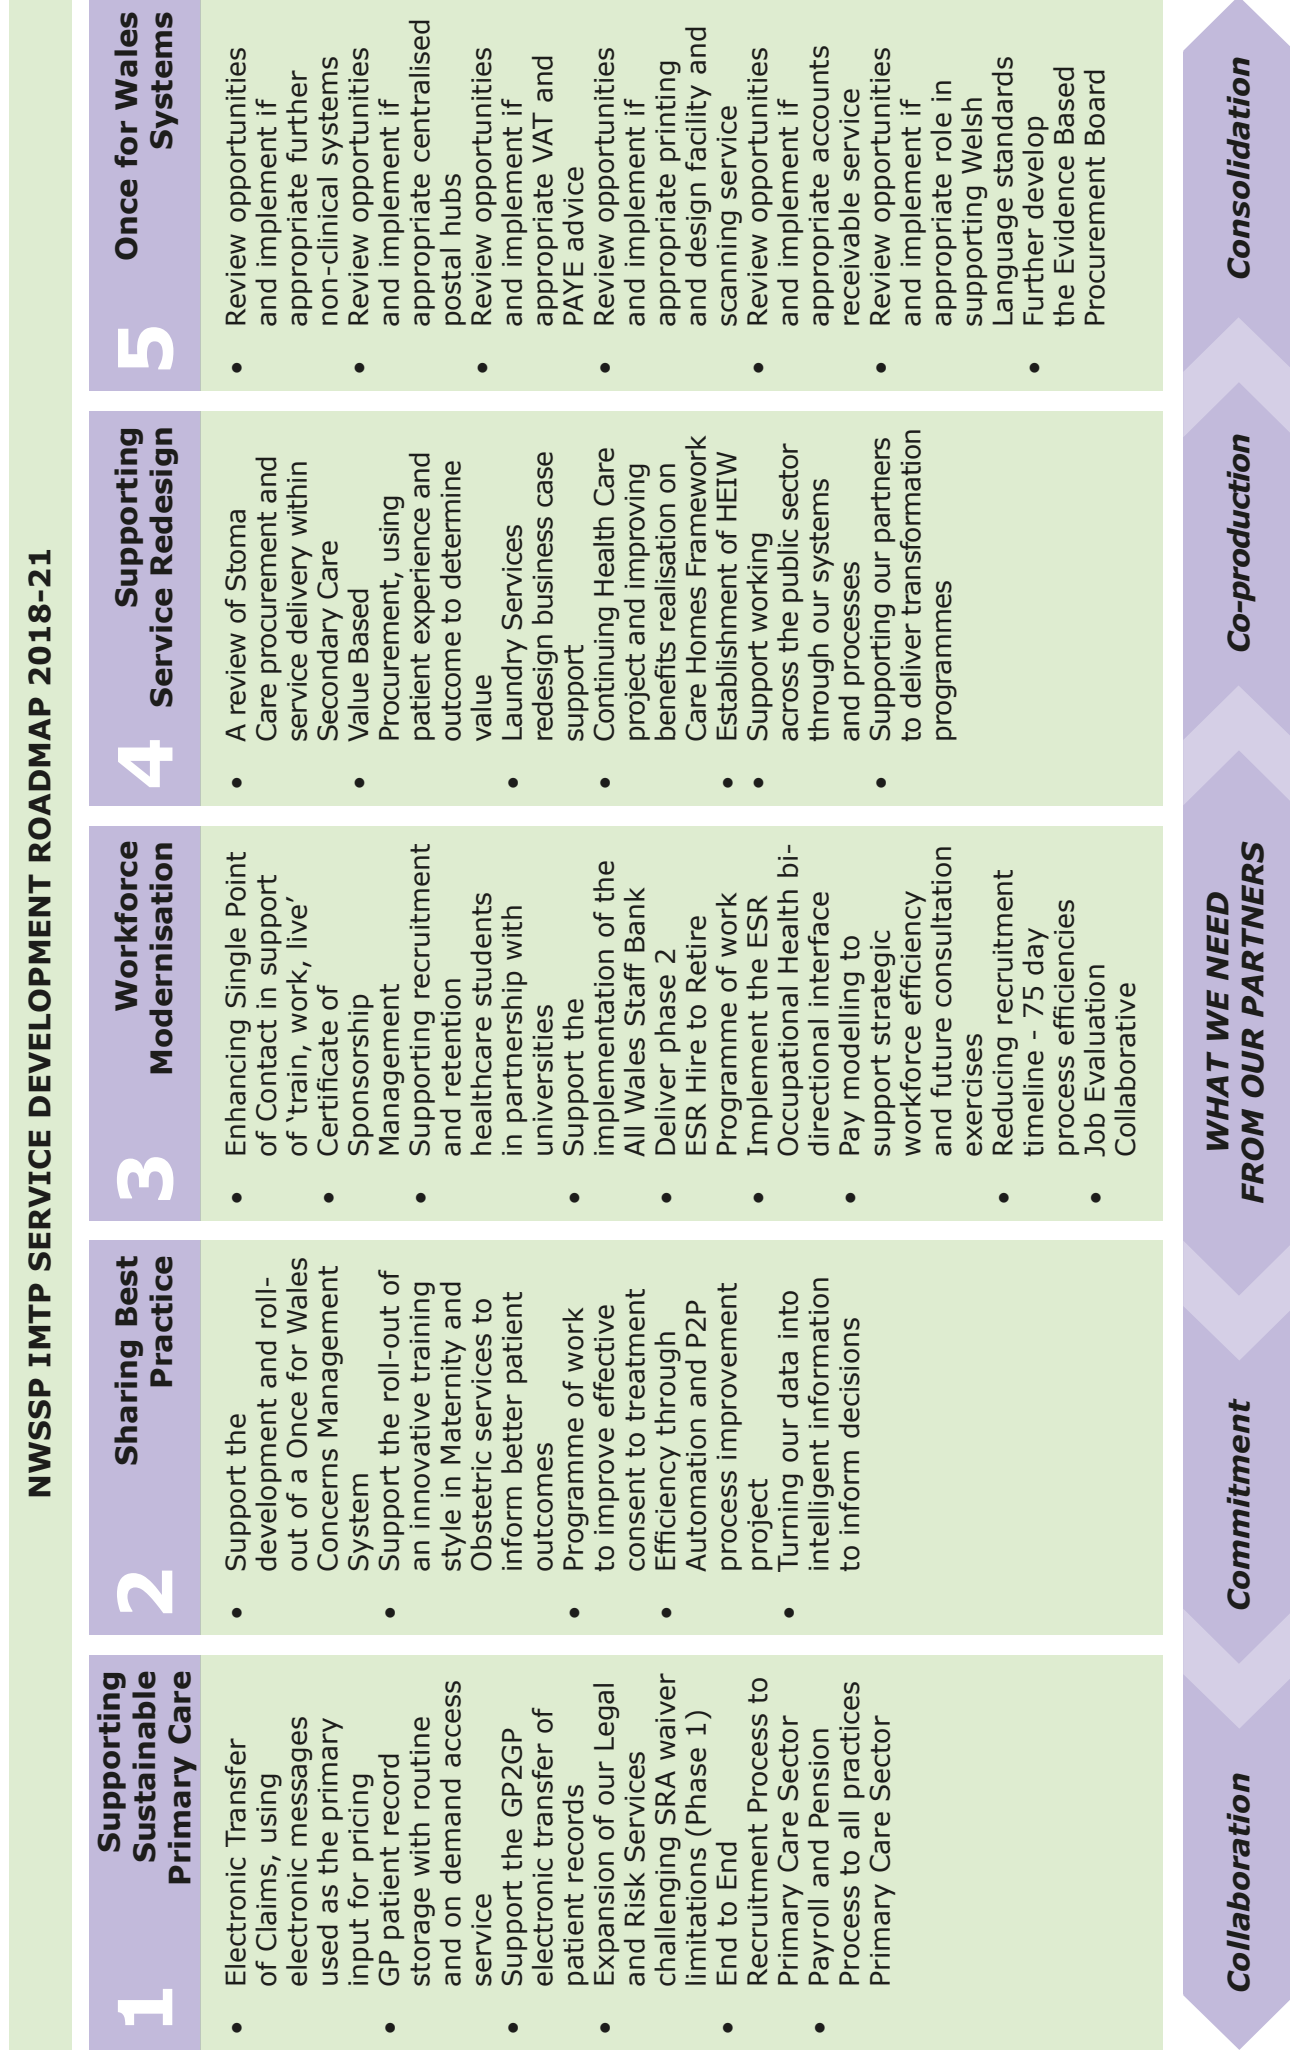 NWSSP IMTP SERVICE DEVELOPMENT ROADMAP 2018-21
1
Supporting
Sustainable
Primary Care
• Electronic Transfer
of Claims, using
electronic messages
used as the primary
input for pricing
• GP patient record
storage with routine
and on demand access
service
• Support the GP2GP
electronic transfer of
patient records
• Expansion of our Legal
and Risk Services
challenging SRA waiver
limitations (Phase 1)
• End to End
Recruitment Process to
Primary Care Sector
• Payroll and Pension
Process to all practices
Primary Care Sector
2
Sharing Best
Practice
• Support the
development and roll-
out of a Once for Wales
Concerns Management
System
• Support the roll-out of
an innovative training
style in Maternity and
Obstetric services to
inform better patient
outcomes
• Programme of work
to improve effective
consent to treatment
• Efficiency through
Automation and P2P
process improvement
project
• Turning our data into
intelligent information
to inform decisions
3
Workforce
Modernisation
• Enhancing Single Point
of Contact in support
of ‘train, work, live’
• Certificate of
Sponsorship
Management
• Supporting recruitment
and retention
healthcare students
in partnership with
universities
• Support the
implementation of the
All Wales Staff Bank
• Deliver phase 2
ESR Hire to Retire
Programme of work
• Implement the ESR
Occupational Health bi-
directional interface
• Pay modelling to
support strategic
workforce efficiency
and future consultation
exercises
• Reducing recruitment
timeline - 75 day
process efficiencies
• Job Evaluation
Collaborative
4
Supporting
Service Redesign
• A review of Stoma
Care procurement and
service delivery within
Secondary Care
• Value Based
Procurement, using
patient experience and
outcome to determine
value
• Laundry Services
redesign business case
support
• Continuing Health Care
project and improving
benefits realisation on
Care Homes Framework
• Establishment of HEIW
• Support working
across the public sector
through our systems
and processes
• Supporting our partners
to deliver transformation
programmes
5
Once for Wales
Systems
• Review opportunities
and implement if
appropriate further
non-clinical systems
• Review opportunities
and implement if
appropriate centralised
postal hubs
• Review opportunities
and implement if
appropriate VAT and
PAYE advice
• Review opportunities
and implement if
appropriate printing
and design facility and
scanning service
• Review opportunities
and implement if
appropriate accounts
receivable service
• Review opportunities
and implement if
appropriate role in
supporting Welsh
Language standards
• Further develop
the Evidence Based
Procurement Board
Collaboration
Commitment
WHAT WE NEED
FROM OUR PARTNERS
Co-production
Consolidation